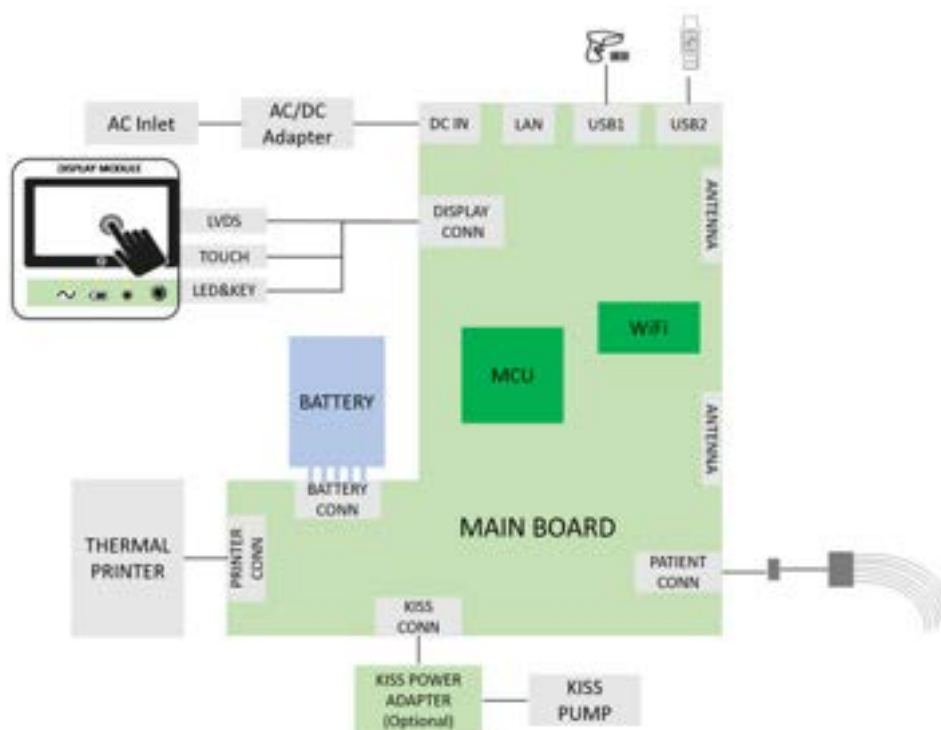 AC Inlet
AC/DC
Adapter
DC IN
LAN
USB1
USB2
DISPLAY MODULE
LVDS
TOUCH
LED&KEY
DISPLAY
CONN
ANTENNA
WiFi
MCU
BATTERY
ANTENNA
BATTERY
CONN
MAIN BOARD
THERMAL
PRINTER
PRINTER
CONN
PATIENT
CONN
KISS
CONN
KISS POWER
ADAPTER
(Optional)
KISS
PUMP